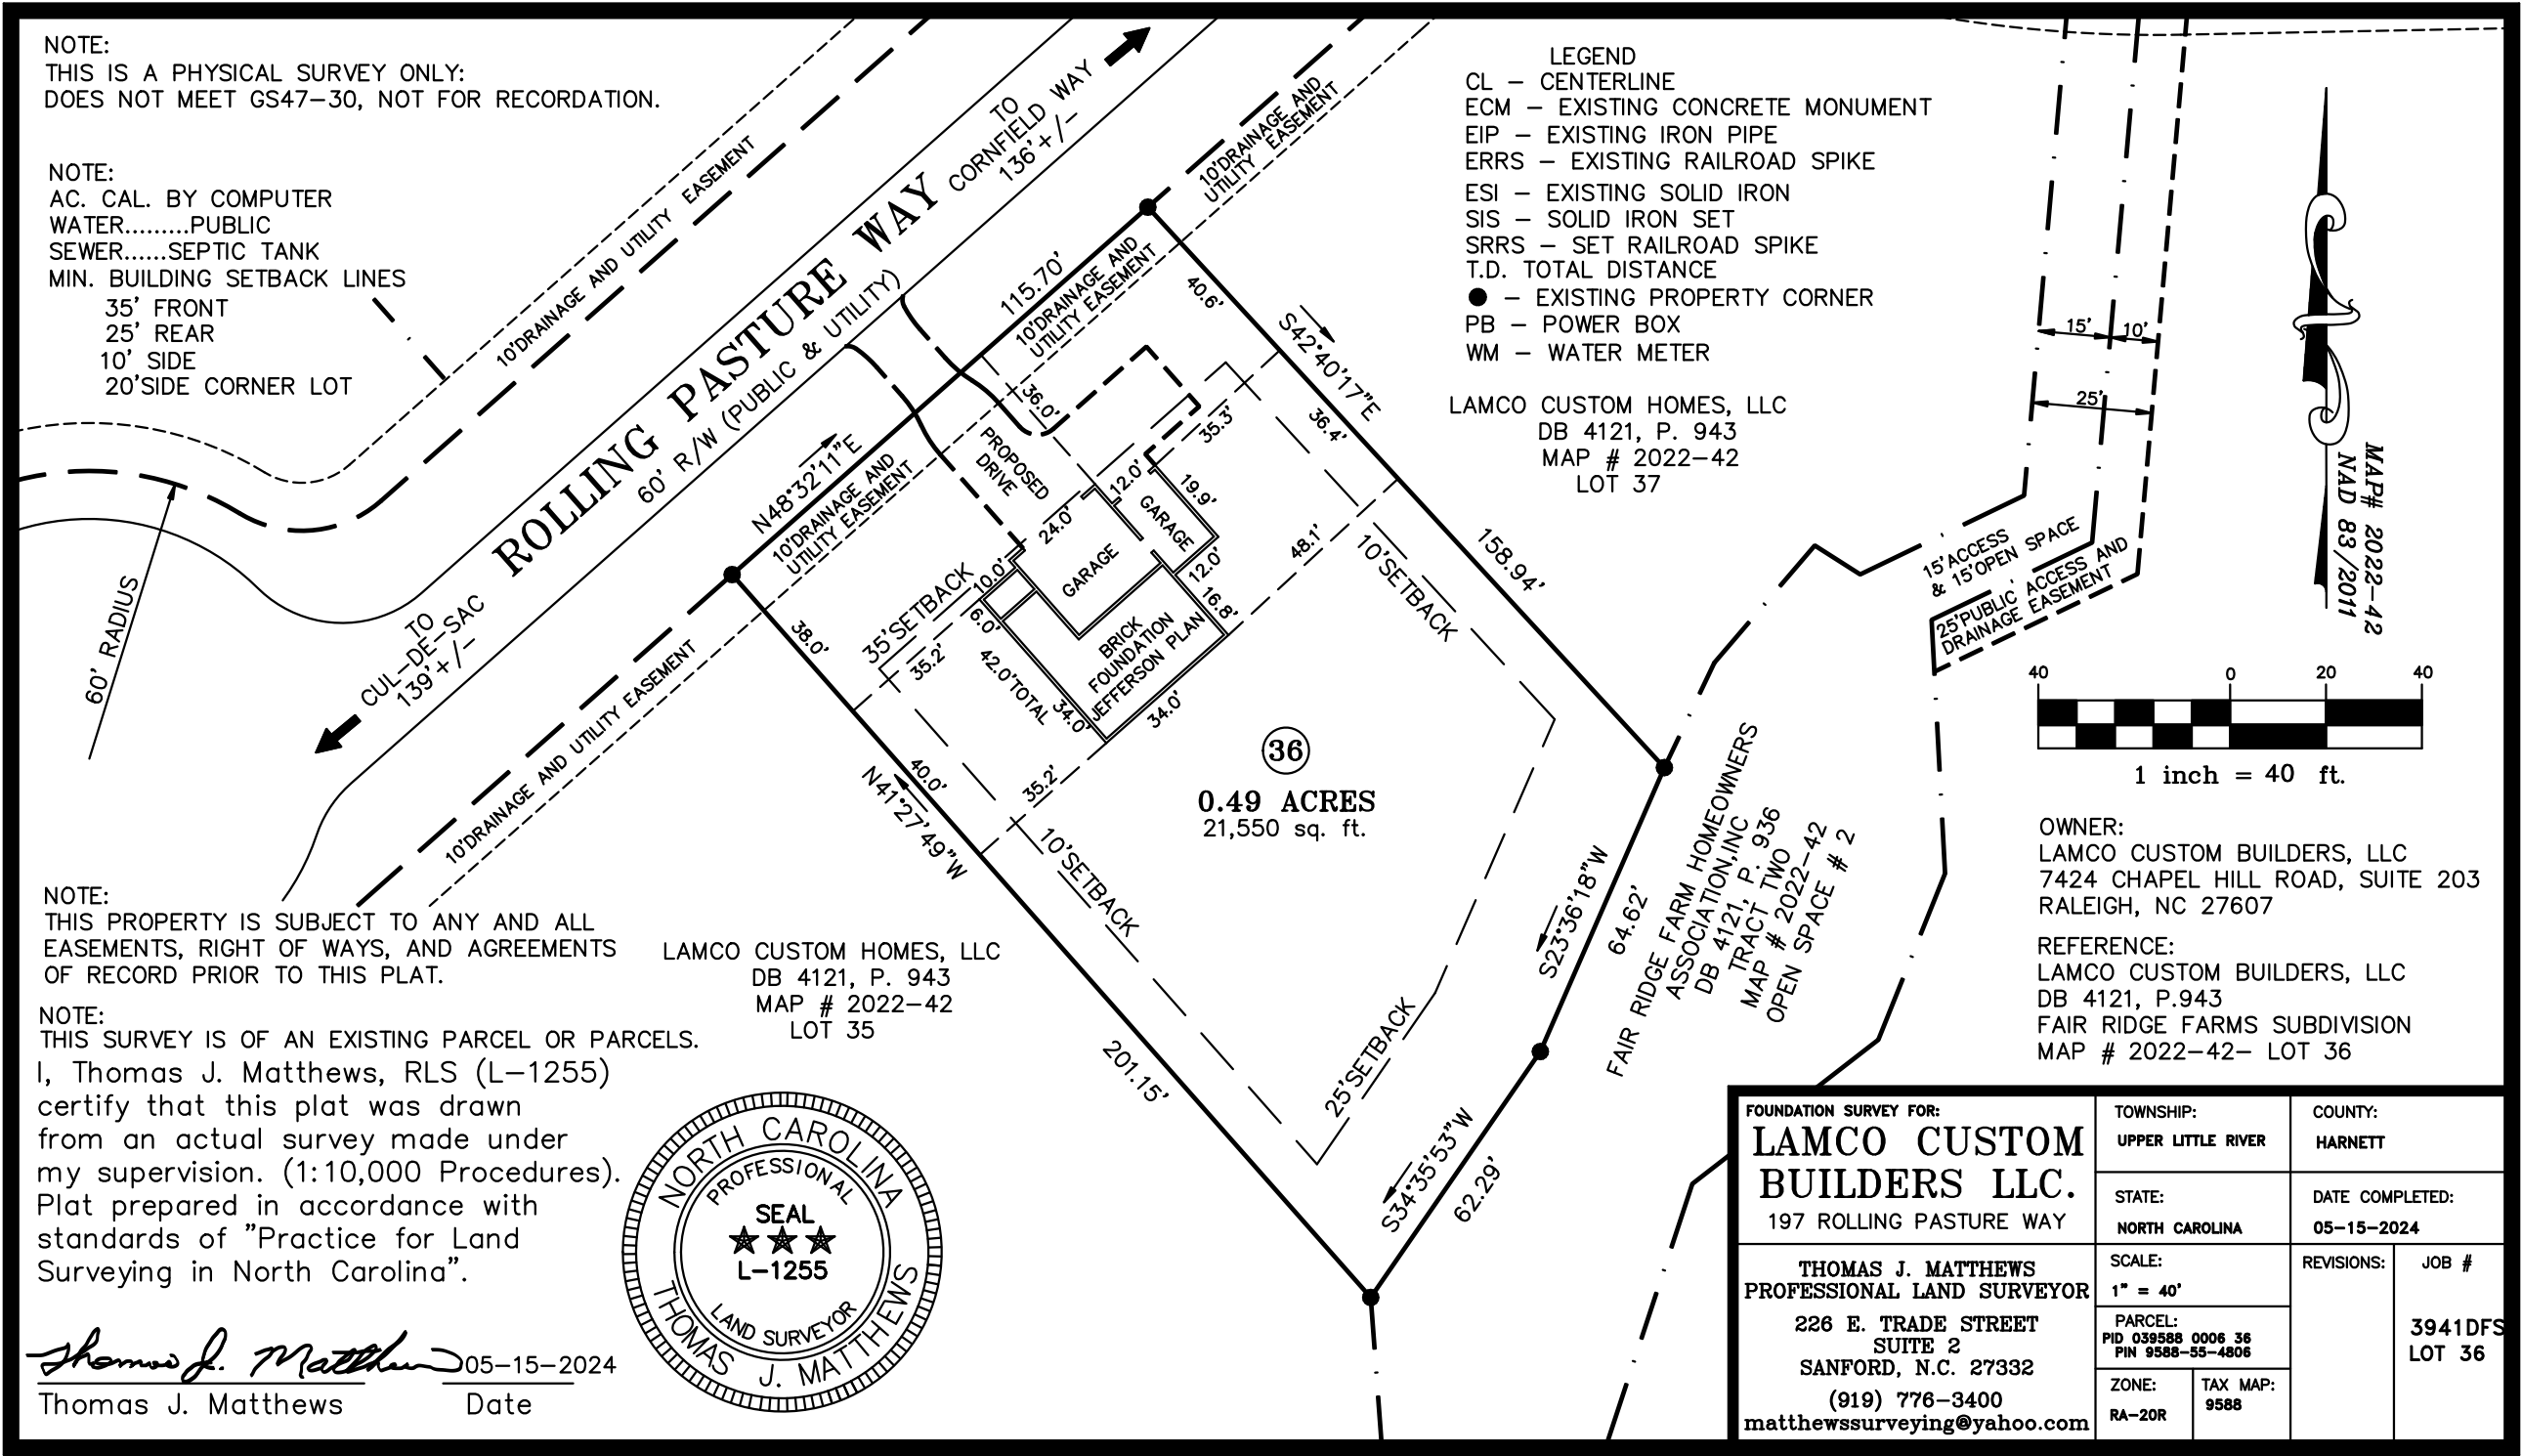 NOTE:
THIS IS A PHYSICAL SURVEY ONLY:
DOES NOT MEET GS47-30, NOT FOR RECORDATION.
NOTE:
AC. CAL. BY COMPUTER
WATER.........PUBLIC
SEWER......SEPTIC TANK
MIN. BUILDING SETBACK LINES
35' FRONT
25' REAR
10' SIDE
20'SIDE CORNER LOT
10'DRAINAGE AND UTILITY EASEMENT
ROLLING PASTURE WAY
60' R/W (PUBLIC & UTILITY)
TO
CORNFIELD WAY
136'+/-
TO
CUL-DE-SAC
139'+/-
60' RADIUS
10'DRAINAGE AND UTILITY EASEMENT
10'DRAINAGE AND
UTILITY EASEMENT
10'DRAINAGE AND
UTILITY EASEMENT
10'DRAINAGE AND
UTILITY EASEMENT
115.70'
N48°32'11"E
40.6'
S42°40'17"E
36.0'
36.4'
35.3'
PROPOSED
DRIVE
12.0'
19.9'
24.0'
GARAGE
GARAGE
12.0'
48.1'
16.8'
10.0'
6.0'
35'SETBACK
35.2'
38.0'
42.0'TOTAL
34.0'
34.0'
BRICK
FOUNDATION
JEFFERSON PLAN
10'SETBACK
158.94'
40.0'
35.2'
N41°27'49"W
10'SETBACK
36
0.49 ACRES
21,550 sq. ft.
25'SETBACK
201.15'
S23°36'18"W
64.62'
S34°35'53"W
62.29'
FAIR RIDGE FARM HOMEOWNERS
ASSOCIATION,INC
DB 4121, P. 936
TRACT TWO
MAP # 2022-42
OPEN SPACE # 2
LEGEND
CL - CENTERLINE
ECM - EXISTING CONCRETE MONUMENT
EIP - EXISTING IRON PIPE
ERRS - EXISTING RAILROAD SPIKE
ESI - EXISTING SOLID IRON
SIS - SOLID IRON SET
SRRS - SET RAILROAD SPIKE
T.D. TOTAL DISTANCE
● - EXISTING PROPERTY CORNER
PB - POWER BOX
WM - WATER METER
LAMCO CUSTOM HOMES, LLC
DB 4121, P. 943
MAP # 2022-42
LOT 37
15'
10'
25'
15'ACCESS
& 15'OPEN SPACE
25'PUBLIC ACCESS AND
DRAINAGE EASEMENT
MAP# 2022-42
NAD 83/2011
40 0 20 40
1 inch = 40 ft.
OWNER:
LAMCO CUSTOM BUILDERS, LLC
7424 CHAPEL HILL ROAD, SUITE 203
RALEIGH, NC 27607
REFERENCE:
LAMCO CUSTOM BUILDERS, LLC
DB 4121, P.943
FAIR RIDGE FARMS SUBDIVISION
MAP # 2022-42- LOT 36
NOTE:
THIS PROPERTY IS SUBJECT TO ANY AND ALL
EASEMENTS, RIGHT OF WAYS, AND AGREEMENTS
OF RECORD PRIOR TO THIS PLAT.
LAMCO CUSTOM HOMES, LLC
DB 4121, P. 943
MAP # 2022-42
LOT 35
NOTE:
THIS SURVEY IS OF AN EXISTING PARCEL OR PARCELS.
I, Thomas J. Matthews, RLS (L-1255)
certify that this plat was drawn
from an actual survey made under
my supervision. (1:10,000 Procedures).
Plat prepared in accordance with
standards of "Practice for Land
Surveying in North Carolina".
Thomas J. Matthews 05-15-2024
Thomas J. Matthews Date
NORTH CAROLINA
PROFESSIONAL
SEAL
L-1255
LAND SURVEYOR
THOMAS J. MATTHEWS
FOUNDATION SURVEY FOR:
LAMCO CUSTOM
BUILDERS LLC.
197 ROLLING PASTURE WAY
THOMAS J. MATTHEWS
PROFESSIONAL LAND SURVEYOR
226 E. TRADE STREET
SUITE 2
SANFORD, N.C. 27332
(919) 776-3400
matthewssurveying@yahoo.com
TOWNSHIP:
UPPER LITTLE RIVER
COUNTY:
HARNETT
STATE:
NORTH CAROLINA
DATE COMPLETED:
05-15-2024
SCALE:
1" = 40'
PARCEL:
PID 039588 0006 36
PIN 9588-55-4806
ZONE:
RA-20R
TAX MAP:
9588
REVISIONS:
JOB #
3941DFS
LOT 36